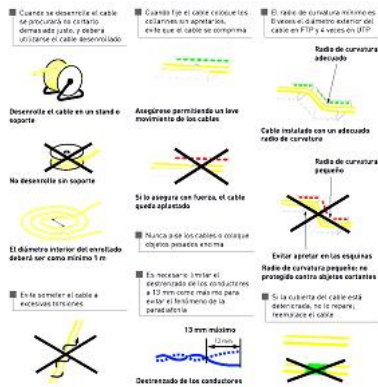 Cuando se desenrolle el cable
se procurará no cortarlo
demasiado justo, y deberá
utilizarse el cable desenrollado
Desenrolle el cable en un stand o
soporte
No desenrolle sin soporte
El diámetro interior del enrollado
deberá ser como mínimo 1 m
Evite someter el cable a
excesivas torsiones
Cuando fije el cable coloque los
collarines sin apretarlos,
evite que el cable se comprima
Asegúrese permitiendo un leve
movimiento de los cables
Si lo asegura con fuerza, el cable
queda aplastado
Nunca pise los cables o coloque
objetos pesados encima
Es necesario limitar el
destrenzado de los conductores
a 13 mm como máximo para
evitar el fenómeno de la
paradiafonía
13 mm máximo
Destrenzado de los conductores
El radio de curvatura mínimo es
8 veces el diámetro exterior del
cable en FTP y 4 veces en UTP
Radio de curvatura
adecuado
Cable instalado con un adecuado
radio de curvatura
Radio de curvatura
pequeño
Evitar apretar en las esquinas
Radio de curvatura pequeño: no
protegido contra objetos cortantes
Si la cubierta del cable está
deteriorada, no lo repare;
reemplace el cable